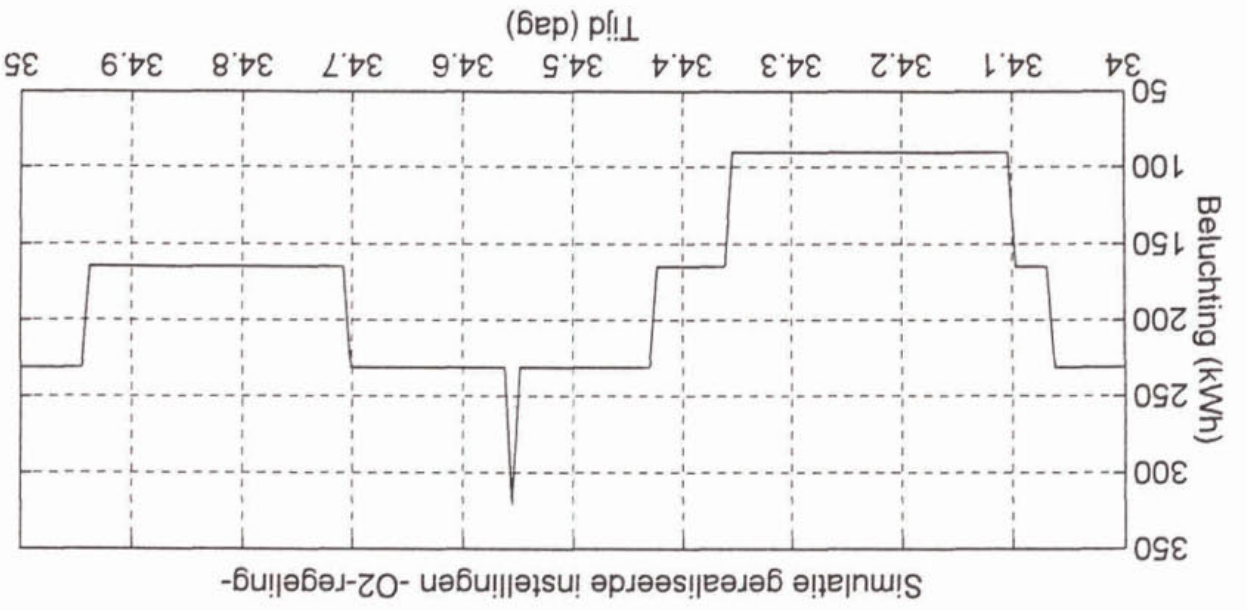 Simulatie gerealiseerde instellingen -O2-regeling-
350
300
250
200
150
100
50
Beluchting (kWh)
34 34.1 34.2 34.3 34.4 34.5 34.6 34.7 34.8 34.9 35
Tijd (dag)